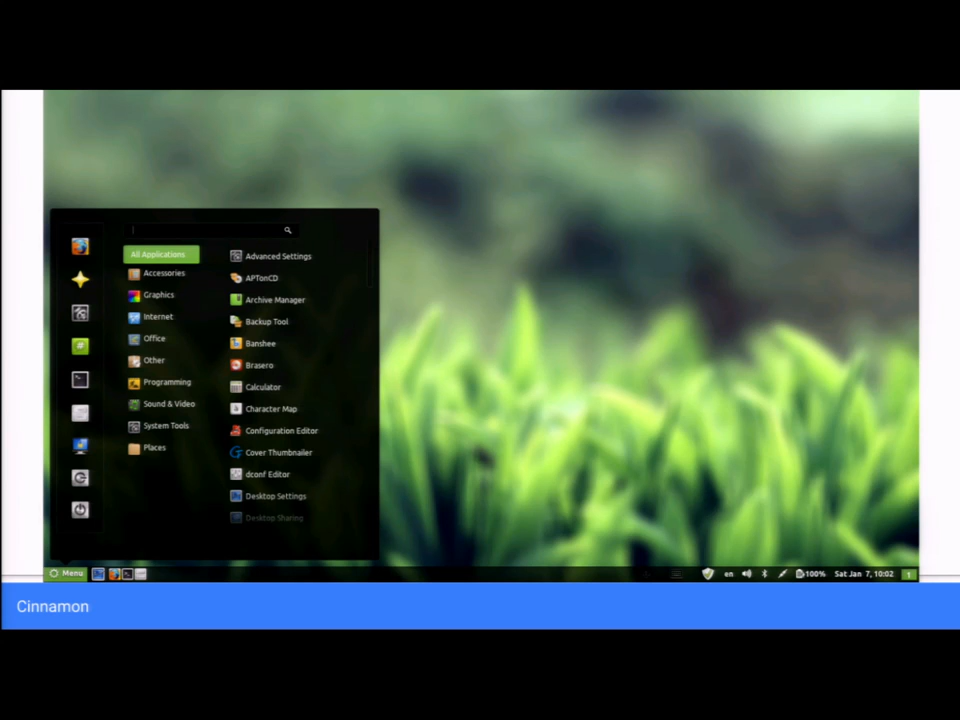 All Applications
Accessories
Graphics
Internet
Office
Other
Programming
Sound & Video
System Tools
Places
Advanced Settings
APTonCD
Archive Manager
Backup Tool
Banshee
Brasero
Calculator
Character Map
Configuration Editor
Cover Thumbnailer
dconf Editor
Desktop Settings
Desktop Sharing
Menu
en
100%
Sat Jan 7, 10:02
1
Cinnamon